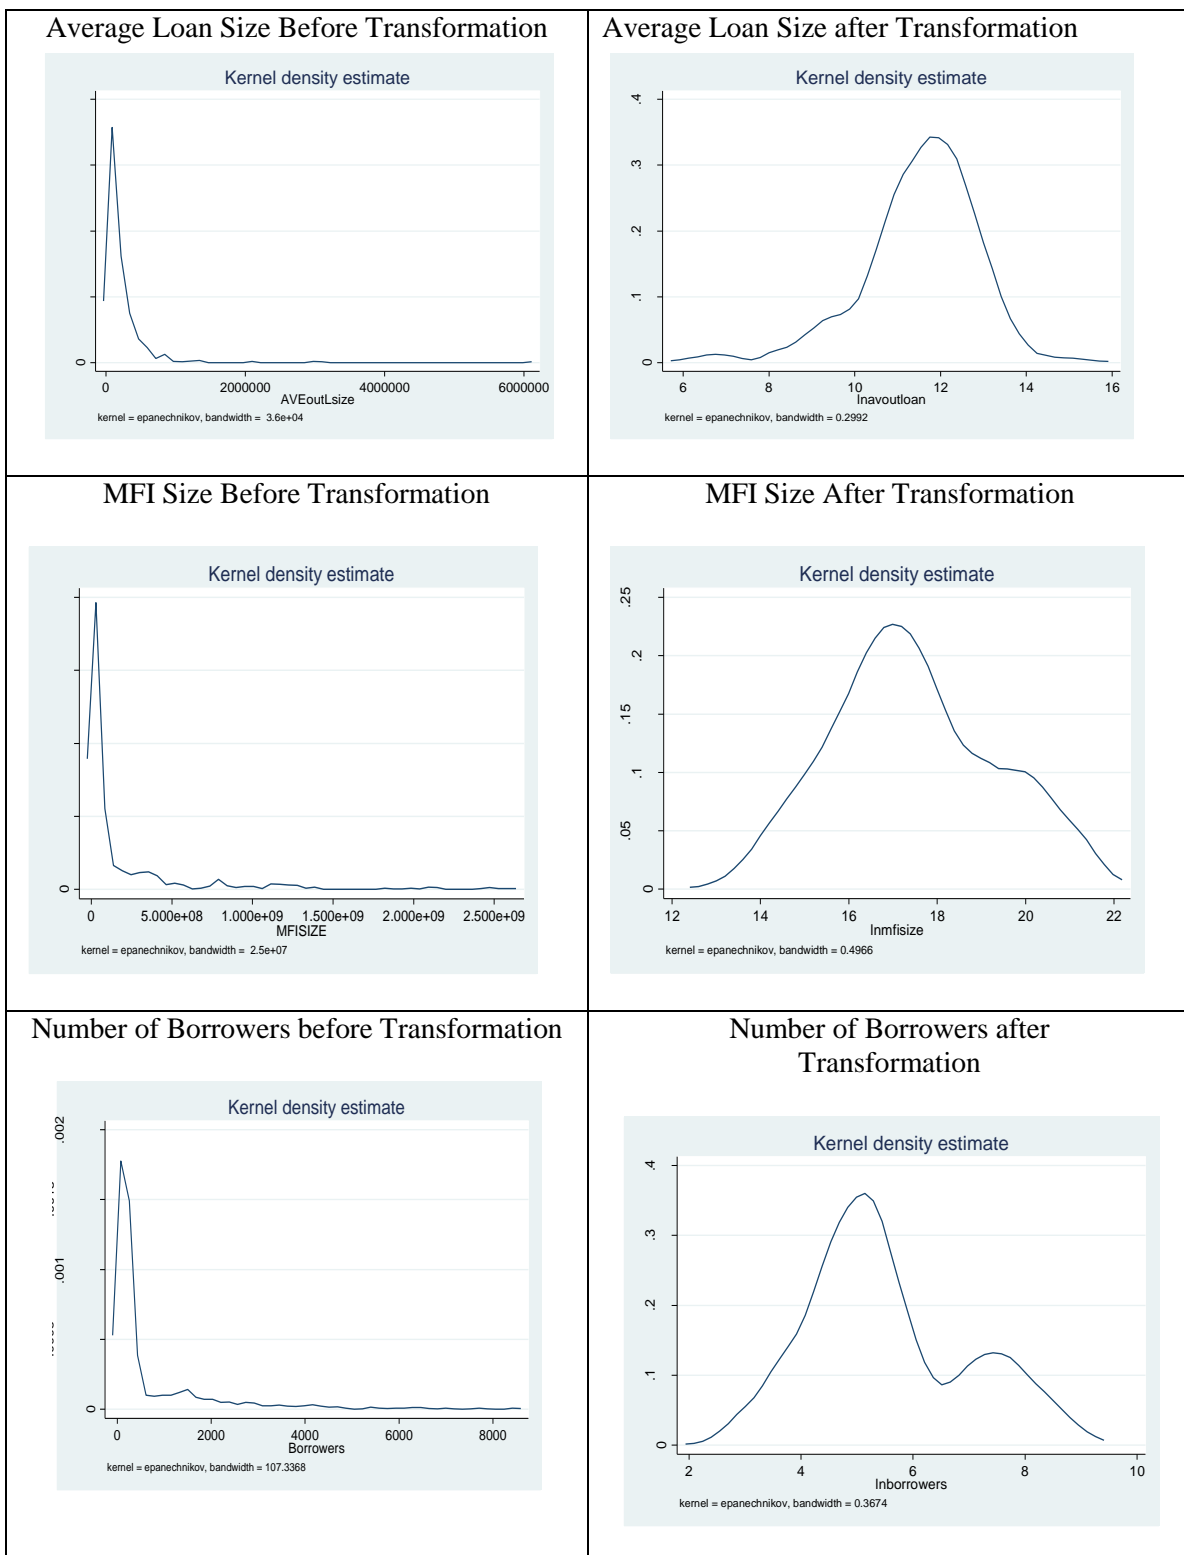 Average Loan Size Before Transformation
Kernel density estimate
0
0 2000000 4000000 6000000
AVEoutLsize
kernel = epanechnikov, bandwidth = 3.6e+04
Average Loan Size after Transformation
Kernel density estimate
.4
.3
.2
.1
0
6 8 10 12 14 16
lnavoutloan
kernel = epanechnikov, bandwidth = 0.2992
MFI Size Before Transformation
Kernel density estimate
0
0 5.000e+08 1.000e+09 1.500e+09 2.000e+09 2.500e+09
MFISIZE
kernel = epanechnikov, bandwidth = 2.5e+07
MFI Size After Transformation
Kernel density estimate
.25
.2
.15
.1
.05
0
12 14 16 18 20 22
lnmfisize
kernel = epanechnikov, bandwidth = 0.4966
Number of Borrowers before Transformation
Kernel density estimate
.002
.001
0
0 2000 4000 6000 8000
Borrowers
kernel = epanechnikov, bandwidth = 107.3368
Number of Borrowers after
Transformation
Kernel density estimate
.4
.3
.2
.1
0
2 4 6 8 10
lnborrowers
kernel = epanechnikov, bandwidth = 0.3674